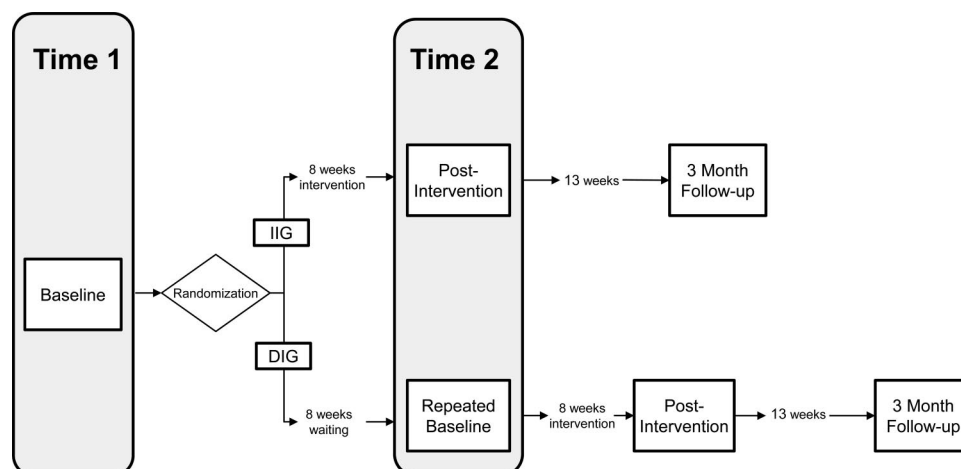 Time 1
Baseline
Randomization
IIG
DIG
8 weeks
intervention
8 weeks
waiting
Time 2
Post-
Intervention
Repeated
Baseline
13 weeks
3 Month
Follow-up
8 weeks
intervention
Post-
Intervention
13 weeks
3 Month
Follow-up